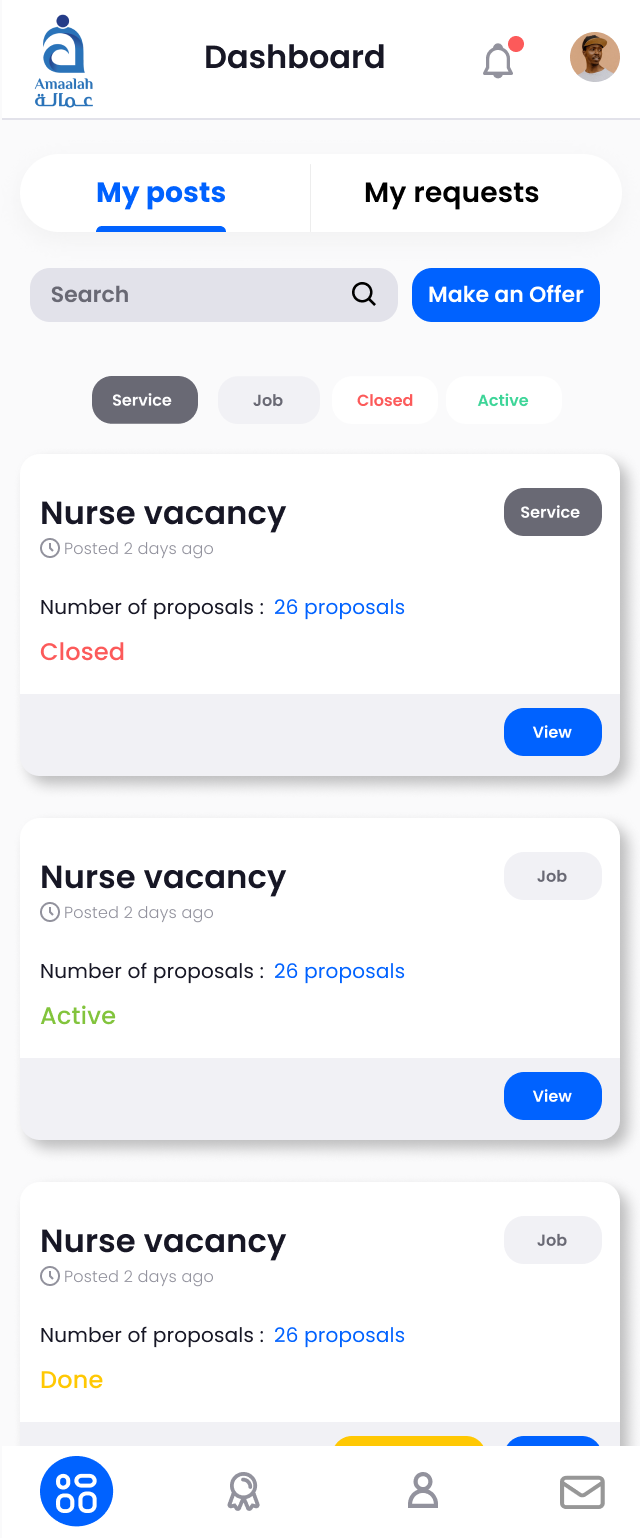 Amaalah
عمالة
Dashboard
My posts
My requests
Search
Make an Offer
Service
Job
Closed
Active
Nurse vacancy
Service
Posted 2 days ago
Number of proposals : 26 proposals
Closed
View
Nurse vacancy
Job
Posted 2 days ago
Number of proposals : 26 proposals
Active
View
Nurse vacancy
Job
Posted 2 days ago
Number of proposals : 26 proposals
Done